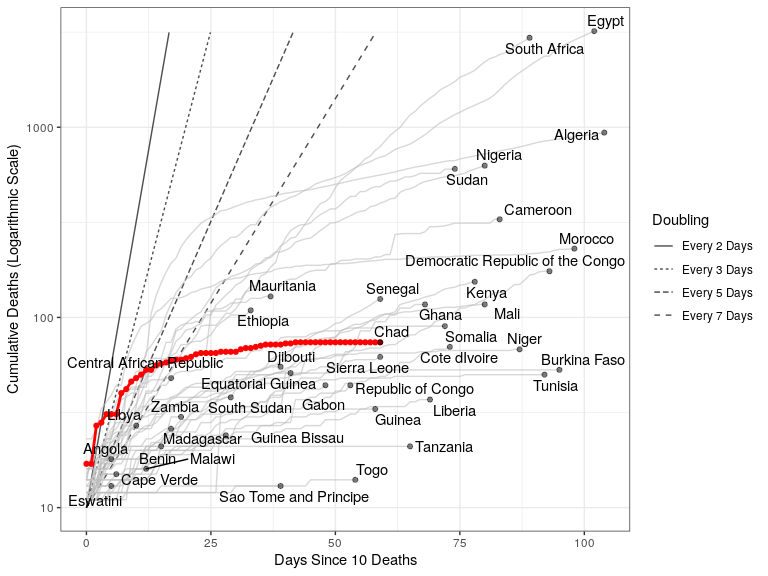 Egypt
South Africa
Algeria
Nigeria
Sudan
Cameroon
Morocco
Democratic Republic of the Congo
Mauritania
Senegal
Kenya
Ethiopia
Ghana
Mali
Chad
Somalia
Niger
Central African Republic
Djibouti
Cote dIvoire
Sierra Leone
Burkina Faso
Equatorial Guinea
Republic of Congo
Tunisia
Libya
Zambia
South Sudan
Gabon
Guinea
Liberia
Madagascar
Guinea Bissau
Tanzania
Angola
Benin
Malawi
Cape Verde
Togo
Eswatini
Sao Tome and Principe
1000
100
10
0
25
50
75
100
Days Since 10 Deaths
Cumulative Deaths (Logarithmic Scale)
Doubling
Every 2 Days
Every 3 Days
Every 5 Days
Every 7 Days